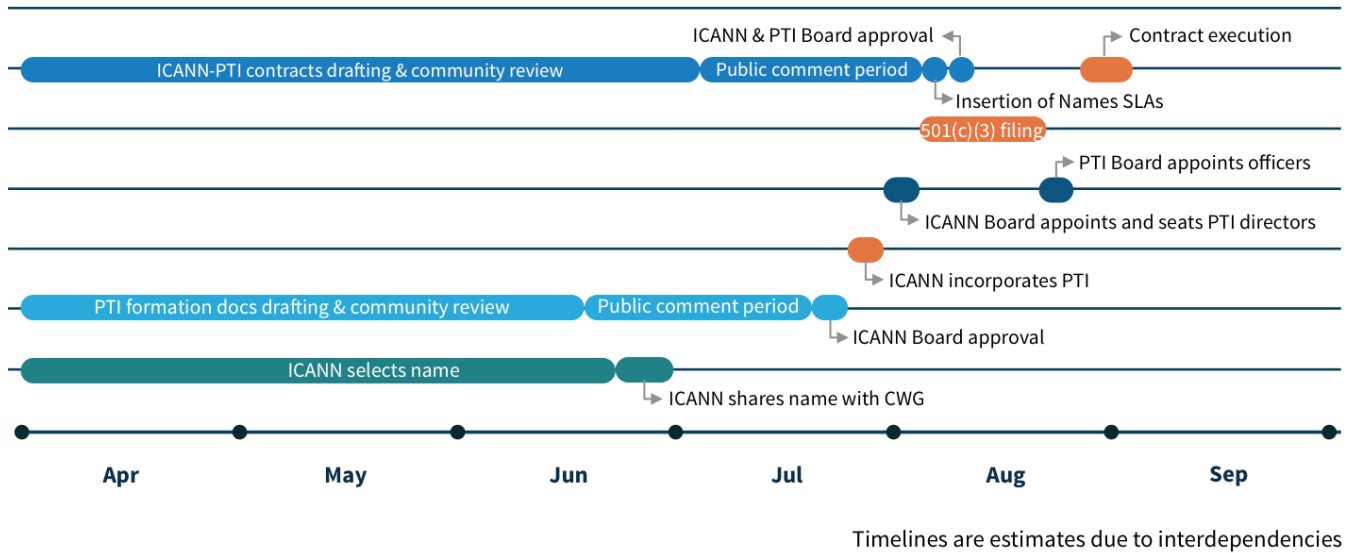 ICANN & PTI Board approval
Contract execution
ICANN-PTI contracts drafting & community review
Public comment period
Insertion of Names SLAs
501(c)(3) filing
PTI Board appoints officers
ICANN Board appoints and seats PTI directors
ICANN incorporates PTI
PTI formation docs drafting & community review
Public comment period
ICANN Board approval
ICANN selects name
ICANN shares name with CWG
Apr
May
Jun
Jul
Aug
Sep
Timelines are estimates due to interdependencies